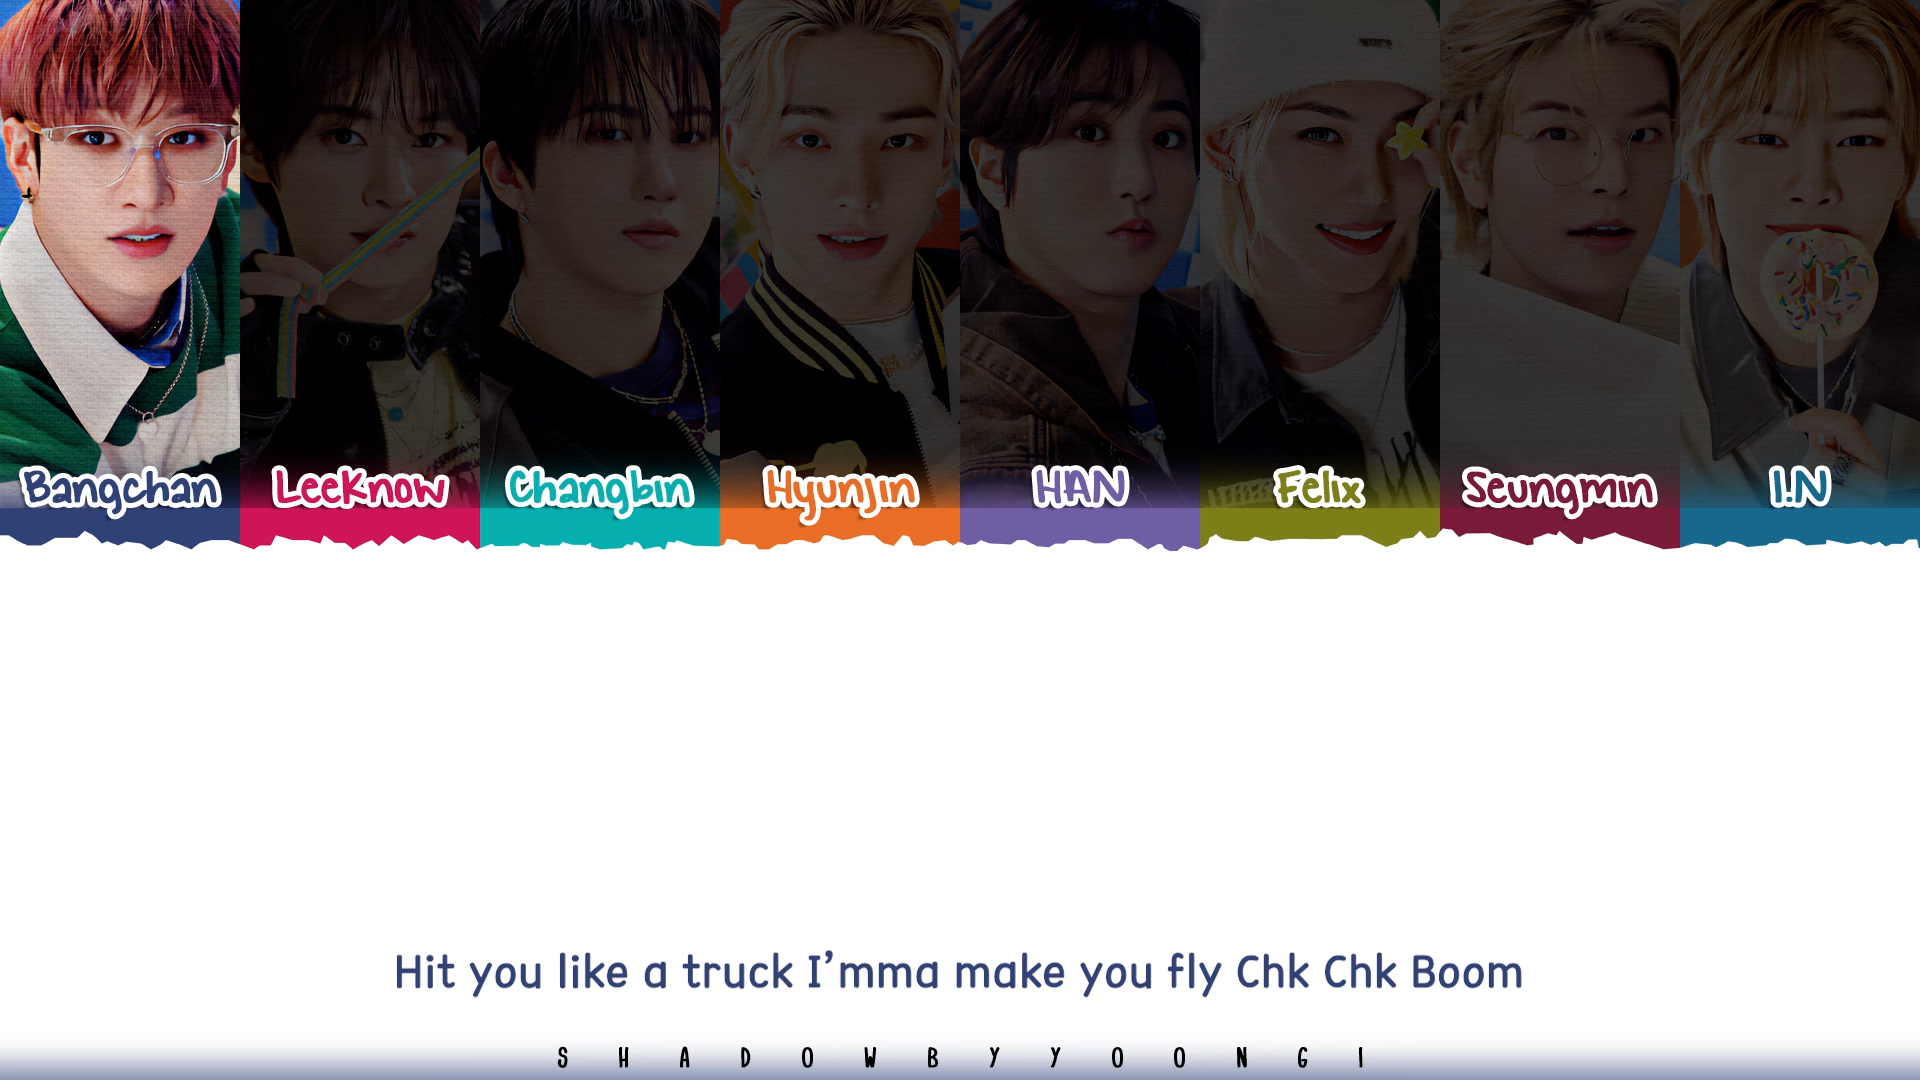 Bangchan LeeKnow Changbin Hyunjin HAN Felix Seungmin I.N
Hit you like a truck I’mma make you fly Chk Chk Boom
SHADOWBYYOONGI